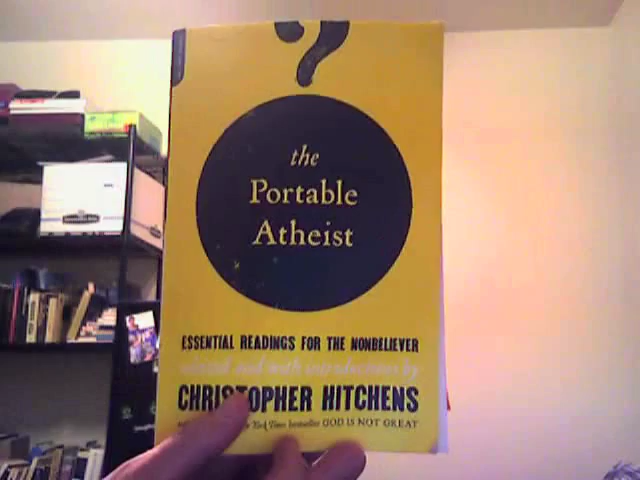 the
Portable
Atheist
ESSENTIAL READINGS FOR THE NONBELIEVER
selected and with introductions by
CHRISTOPHER HITCHENS
York Times bestseller GOD IS NOT GREAT